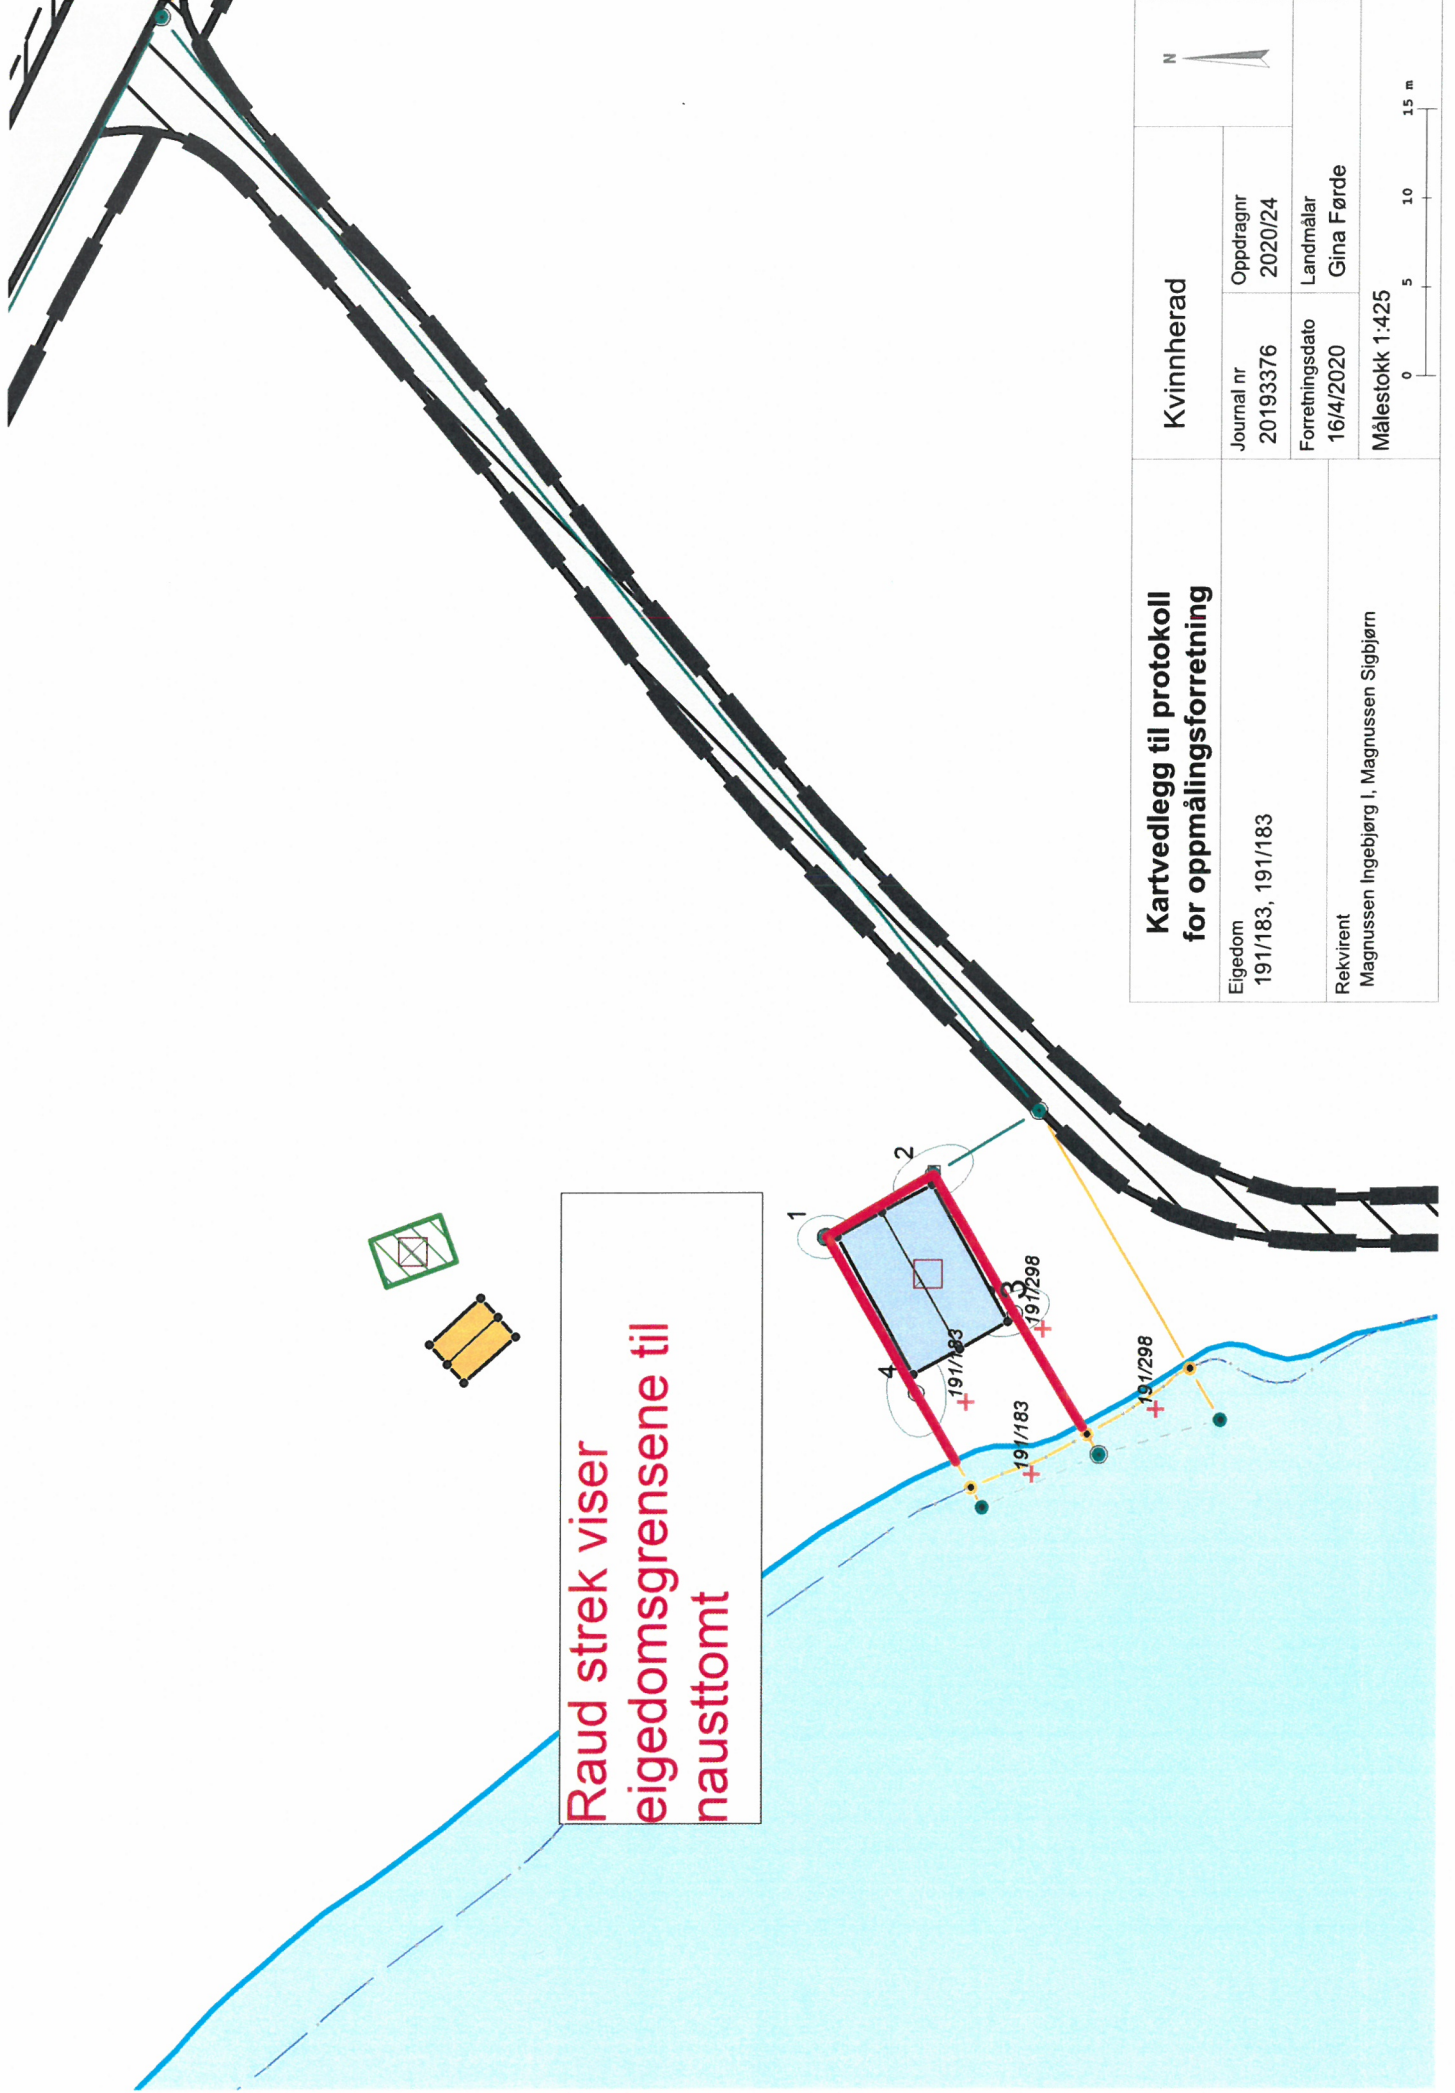 Raud strek viser
eigedomsgrensene til
nausttomt
1
2
3
4
191/183
191/298
191/183
191/298
Kartvedlegg til protokoll
for oppmålingsforretning
Eigedom
191/183, 191/183
Rekvirent
Magnussen Ingebjørg I, Magnussen Sigbjørn
Kvinnherad
N
Journal nr
20193376
Oppdragnr
2020/24
Forretningsdato
16/4/2020
Landmålar
Gina Førde
Målestokk 1:425
0 5 10 15 m